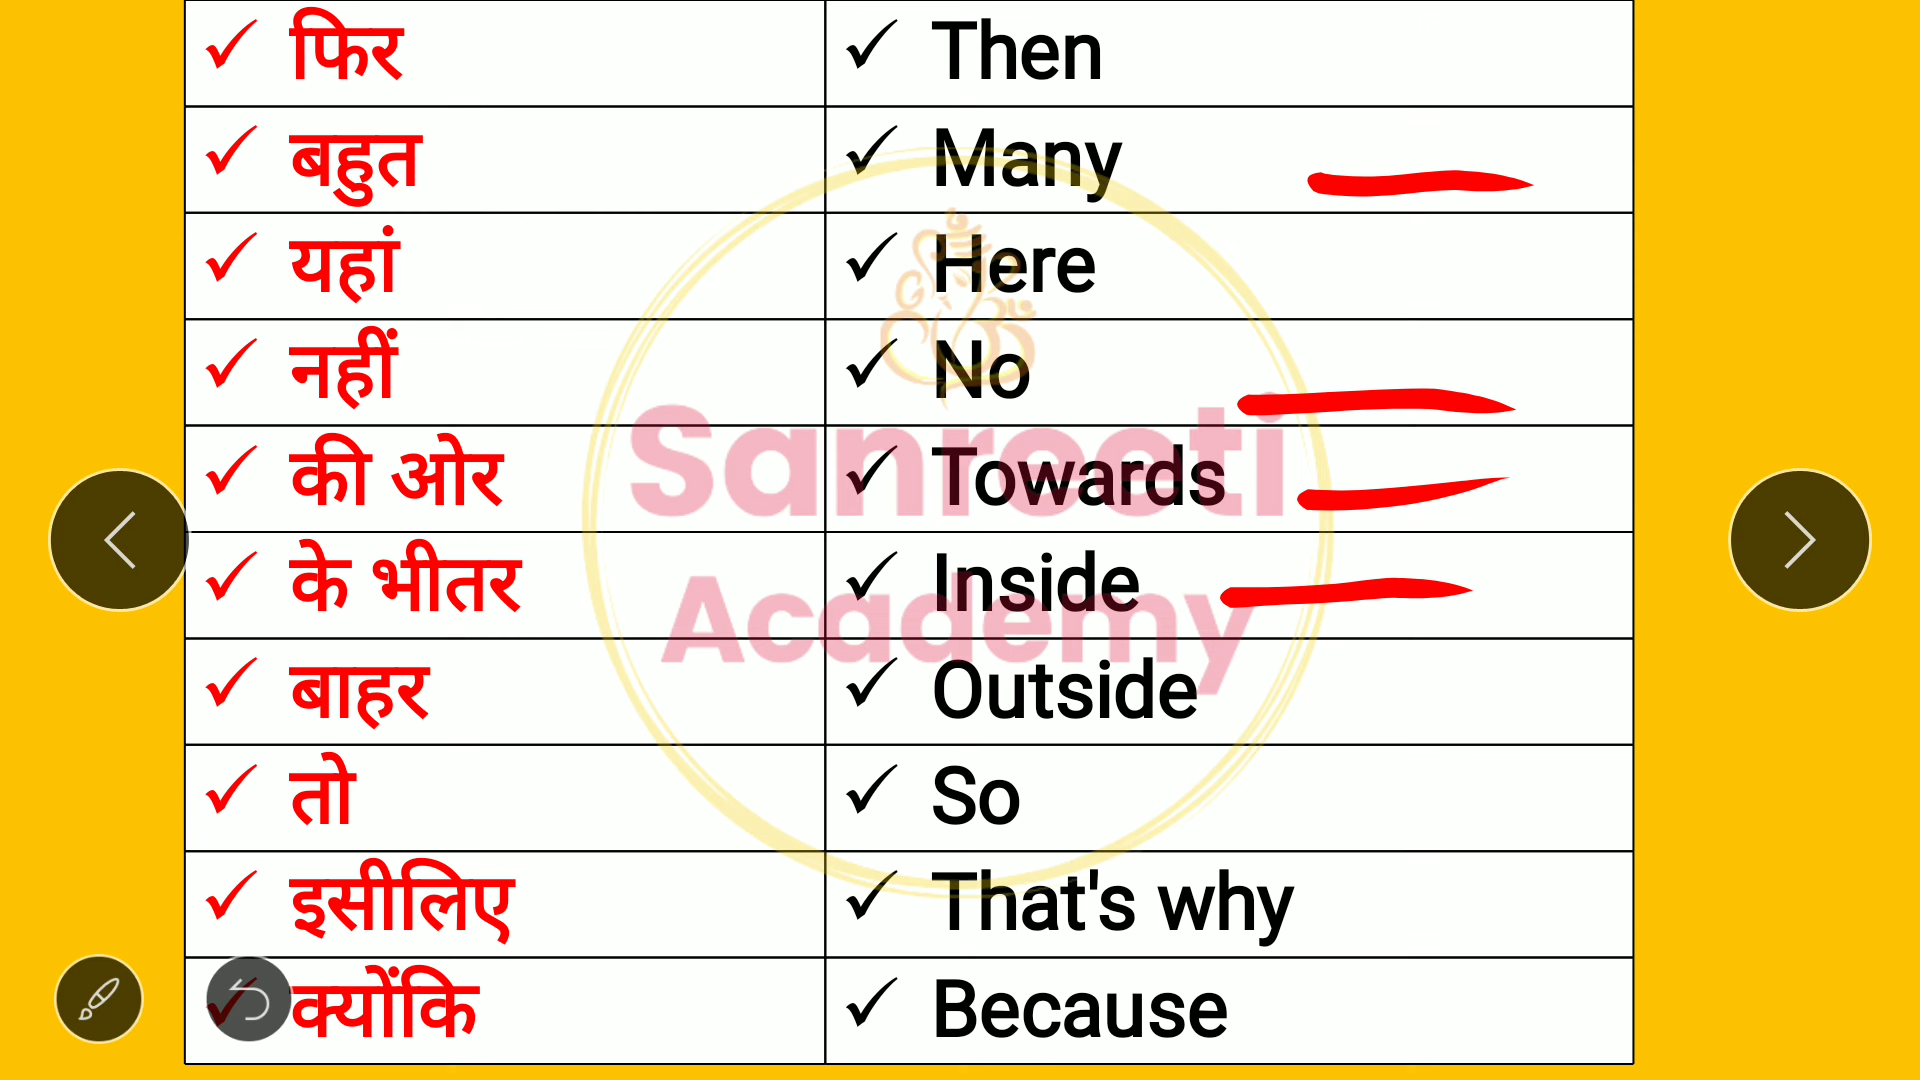 ✓ फिर ✓ Then
✓ बहुत ✓ Many
✓ यहां ✓ Here
✓ नहीं ✓ No
✓ की ओर ✓ Towards
✓ के भीतर ✓ Inside
✓ बाहर ✓ Outside
✓ तो ✓ So
✓ इसीलिए ✓ That's why
✓ क्योंकि ✓ Because
Sanreeti
Academy